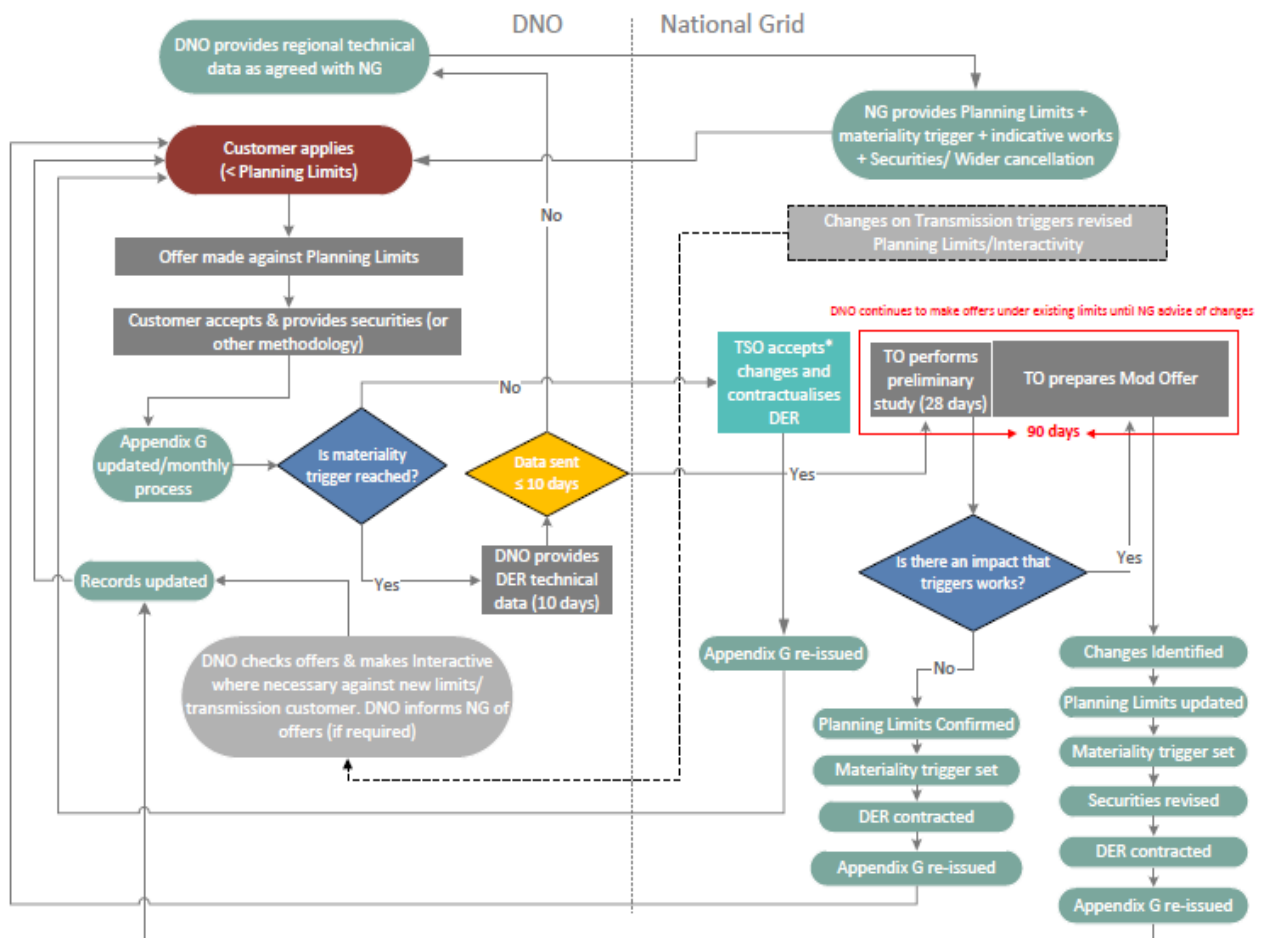 DNO
National Grid
DNO provides regional technical
data as agreed with NG
NG provides Planning Limits +
materiality trigger + indicative works
+ Securities/ Wider cancellation
Customer applies
(< Planning Limits)
No
Changes on Transmission triggers revised
Planning Limits/Interactivity
Offer made against Planning Limits
Customer accepts & provides securities (or
other methodology)
DNO continues to make offers under existing limits until NG advise of changes
TSO accepts*
changes and
contractualises
DER
TO performs
preliminary
study (28 days)
TO prepares Mod Offer
90 days
No
Appendix G
updated/monthly
process
Is materiality
trigger reached?
Data sent
≤ 10 days
Yes
Is there an impact that
triggers works?
Yes
DNO provides
DER technical
data (10 days)
Yes
Records updated
DNO checks offers & makes Interactive
where necessary against new limits/
transmission customer. DNO informs NG of
offers (if required)
Appendix G re-issued
No
Planning Limits Confirmed
Materiality trigger set
DER contracted
Appendix G re-issued
Changes Identified
Planning Limits updated
Materiality trigger set
Securities revised
DER contracted
Appendix G re-issued